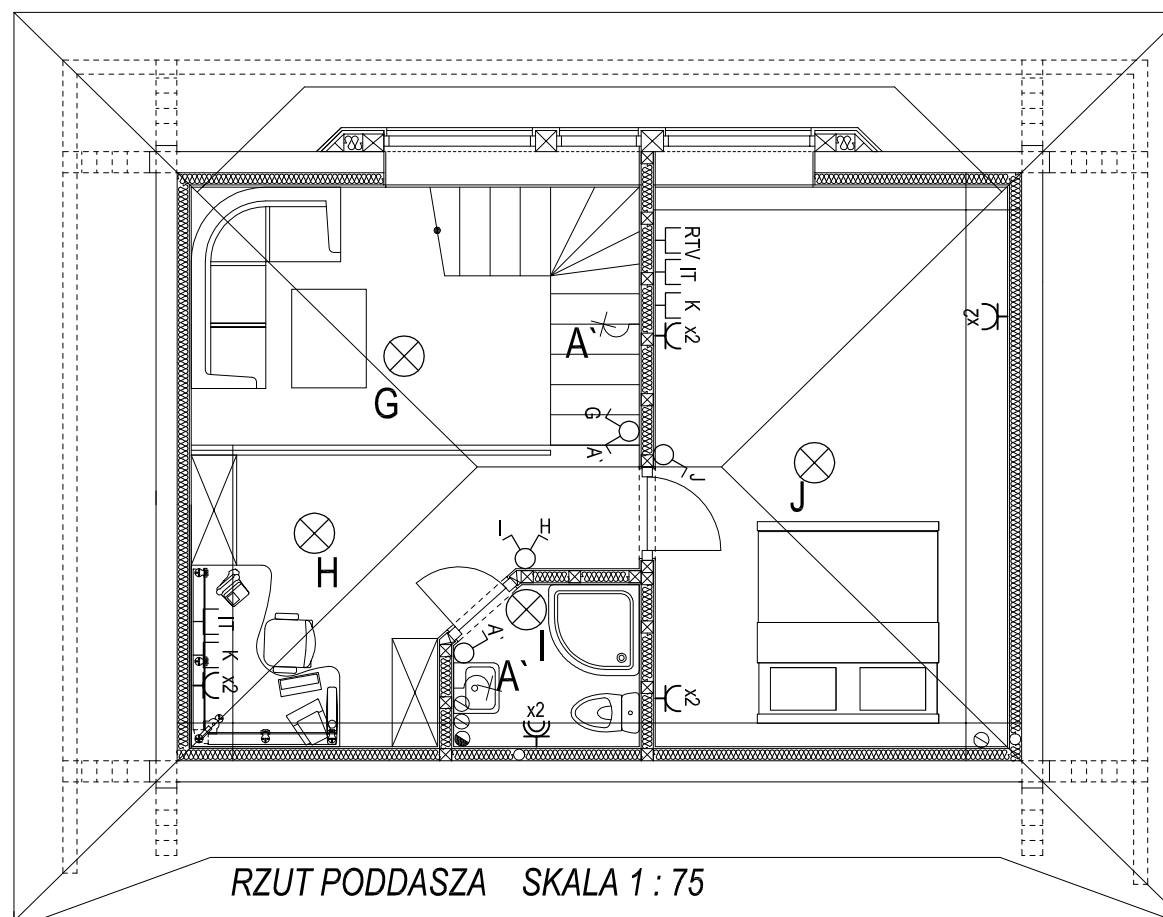 RTV
IT
K
x2
x2
A`
G
G
A`
J
J
I
H
H
I
A`
A`
IT
K
x2
x2
x2
RZUT PODDASZA SKALA 1 : 75